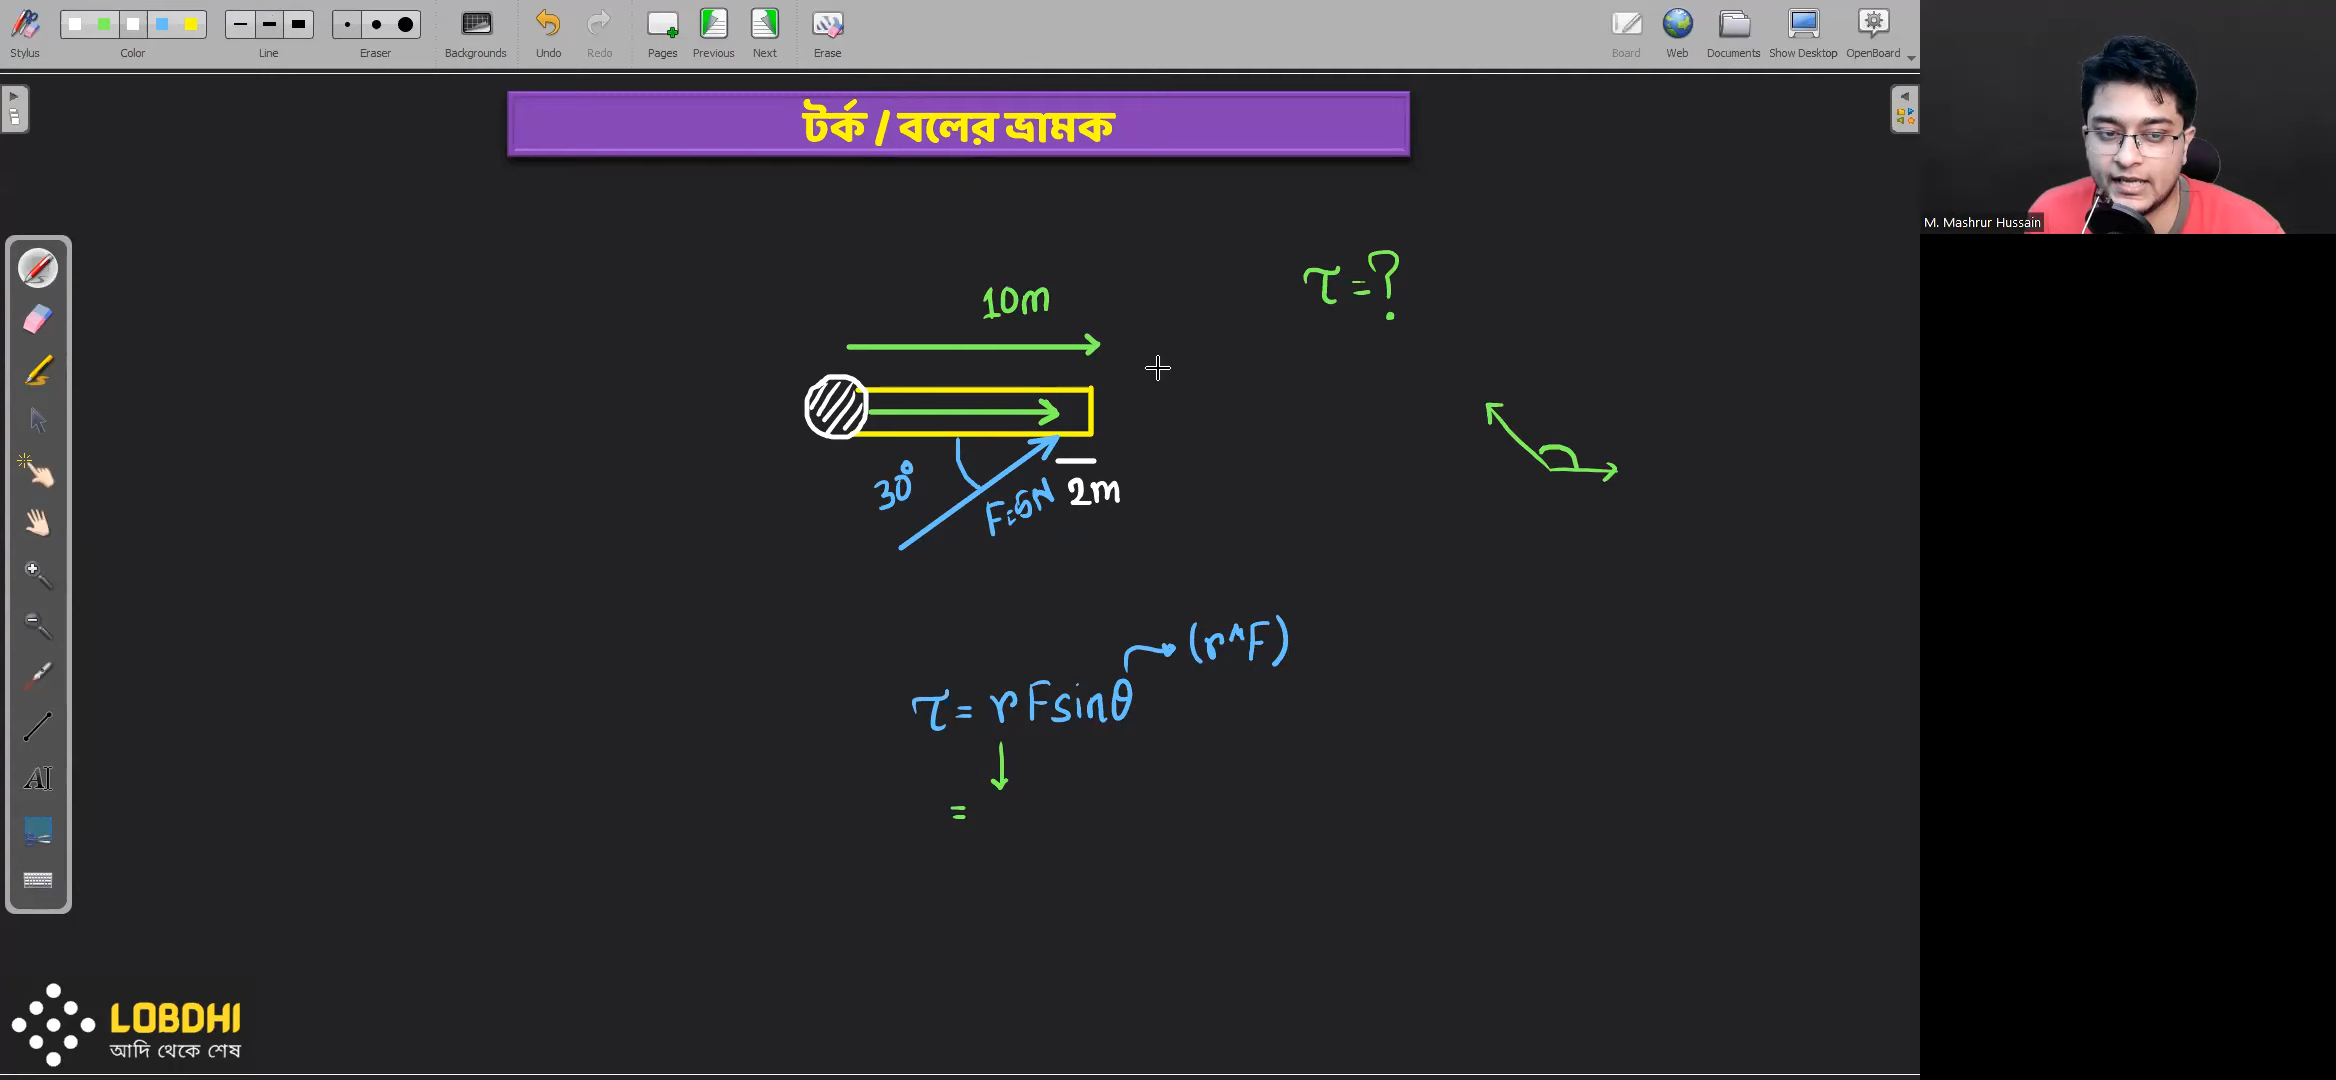 Stylus
Color
Line
Eraser
Backgrounds
Undo
Redo
Pages
Previous
Next
Erase
Board
Web
Documents
Show Desktop
OpenBoard
টর্ক / বলের ভ্রামক
M. Mashrur Hussain
10m
τ=?
30°
F=5N
2m
(r^F)
τ= rFsinθ
=
AI
LOBDHI
আদি থেকে শেষ